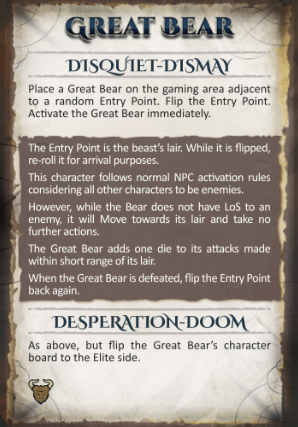 GREAT BEAR
DISQUIET-DISMAY
Place a Great Bear on the gaming area adjacent
to a random Entry Point. Flip the Entry Point.
Activate the Great Bear immediately.
The Entry Point is the beast's lair. While it is flipped,
re-roll it for arrival purposes.
This character follows normal NPC activation rules
considering all other characters to be enemies.
However, while the Bear does not have LoS to an
enemy, it will Move towards its lair and take no
further actions.
The Great Bear adds one die to its attacks made
within short range of its lair.
When the Great Bear is defeated, flip the Entry Point
back again.
DESPERATION-DOOM
As above, but flip the Great Bear's character
board to the Elite side.